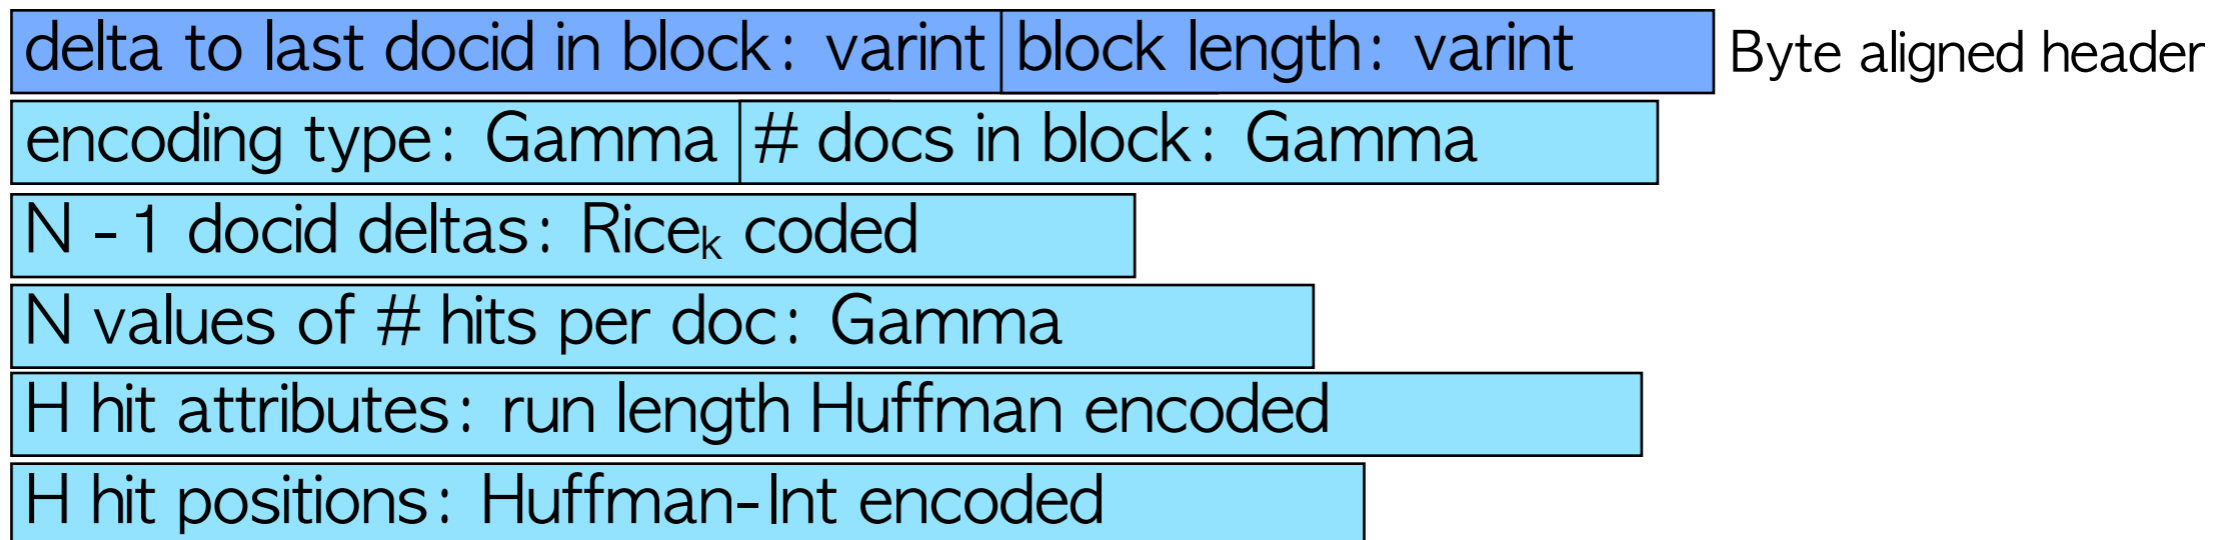 delta to last docid in block: varint block length: varint Byte aligned header
encoding type: Gamma # docs in block: Gamma
N - 1 docid deltas: Riceₖ coded
N values of # hits per doc: Gamma
H hit attributes: run length Huffman encoded
H hit positions: Huffman-Int encoded